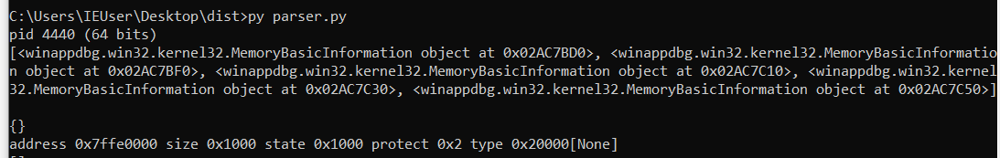 C:\Users\IEUser\Desktop\dist>py parser.py
pid 4440 (64 bits)
[<winappdbg.win32.kernel32.MemoryBasicInformation object at 0x02AC7BD0>, <winappdbg.win32.kernel32.MemoryBasicInformatio
n object at 0x02AC7BF0>, <winappdbg.win32.kernel32.MemoryBasicInformation object at 0x02AC7C10>, <winappdbg.win32.kernel
32.MemoryBasicInformation object at 0x02AC7C30>, <winappdbg.win32.kernel32.MemoryBasicInformation object at 0x02AC7C50>]
{}
address 0x7ffe0000 size 0x1000 state 0x1000 protect 0x2 type 0x20000[None]